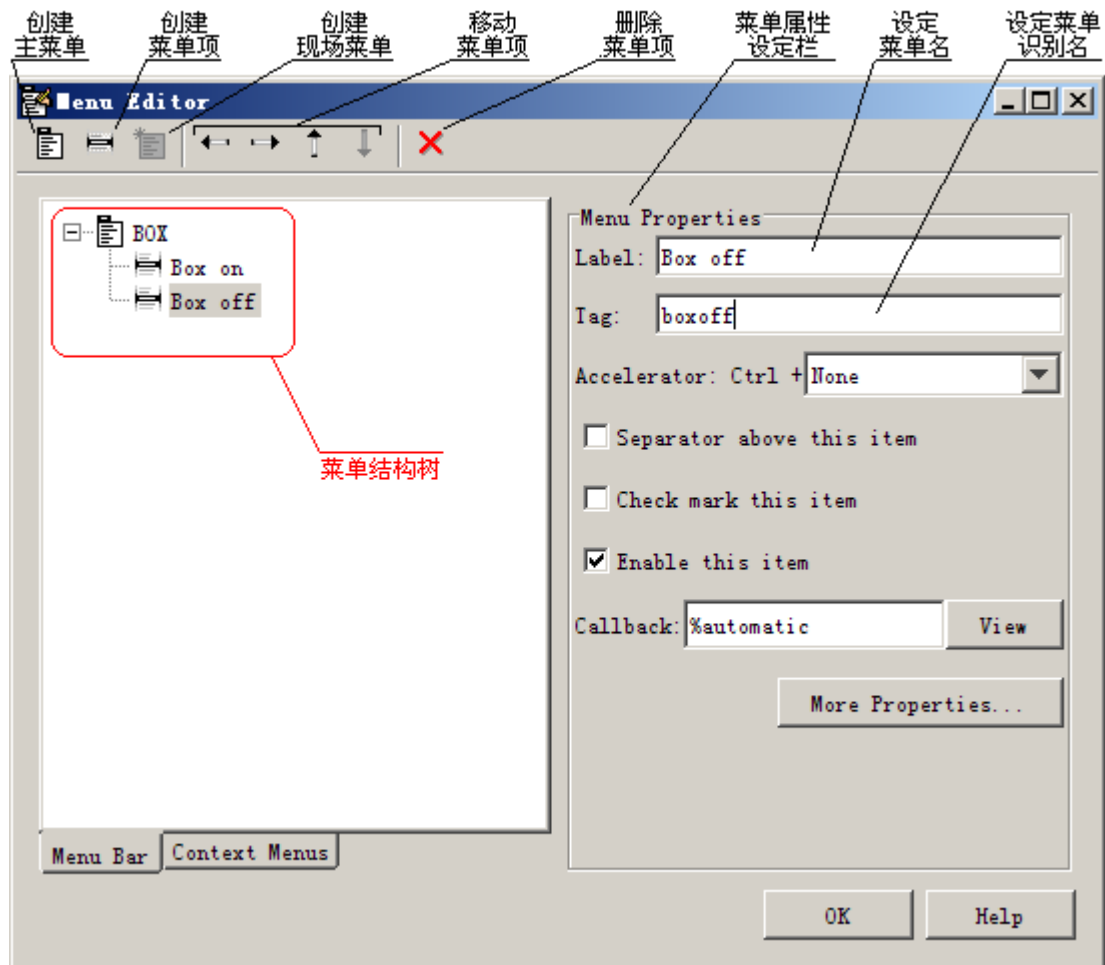 创建
主菜单
创建
菜单项
创建
现场菜单
移动
菜单项
删除
菜单项
菜单属性
设定栏
设定
菜单名
设定菜单
识别名
Menu Editor
BOX
Box on
Box off
菜单结构树
Menu Bar
Context Menus
Menu Properties
Label: Box off
Tag: boxoff
Accelerator: Ctrl + None
Separator above this item
Check mark this item
Enable this item
Callback: %automatic View
More Properties...
OK
Help